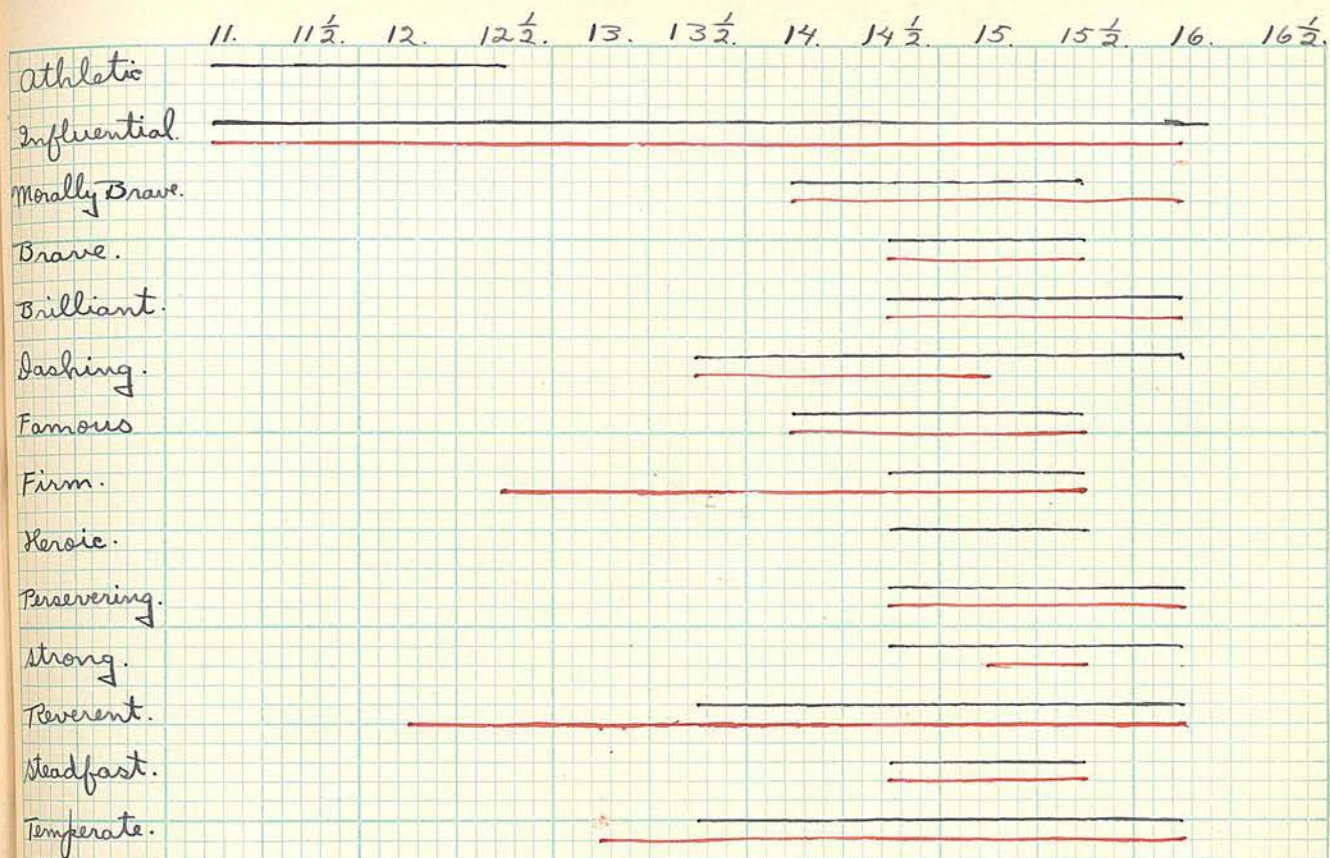 11. 11½. 12. 12½. 13. 13½. 14. 14½. 15. 15½. 16. 16½.
Athletic
Influential.
Morally Brave.
Brave.
Brilliant.
Dashing.
Famous
Firm.
Heroic.
Persevering.
Strong.
Reverent.
Steadfast.
Temperate.